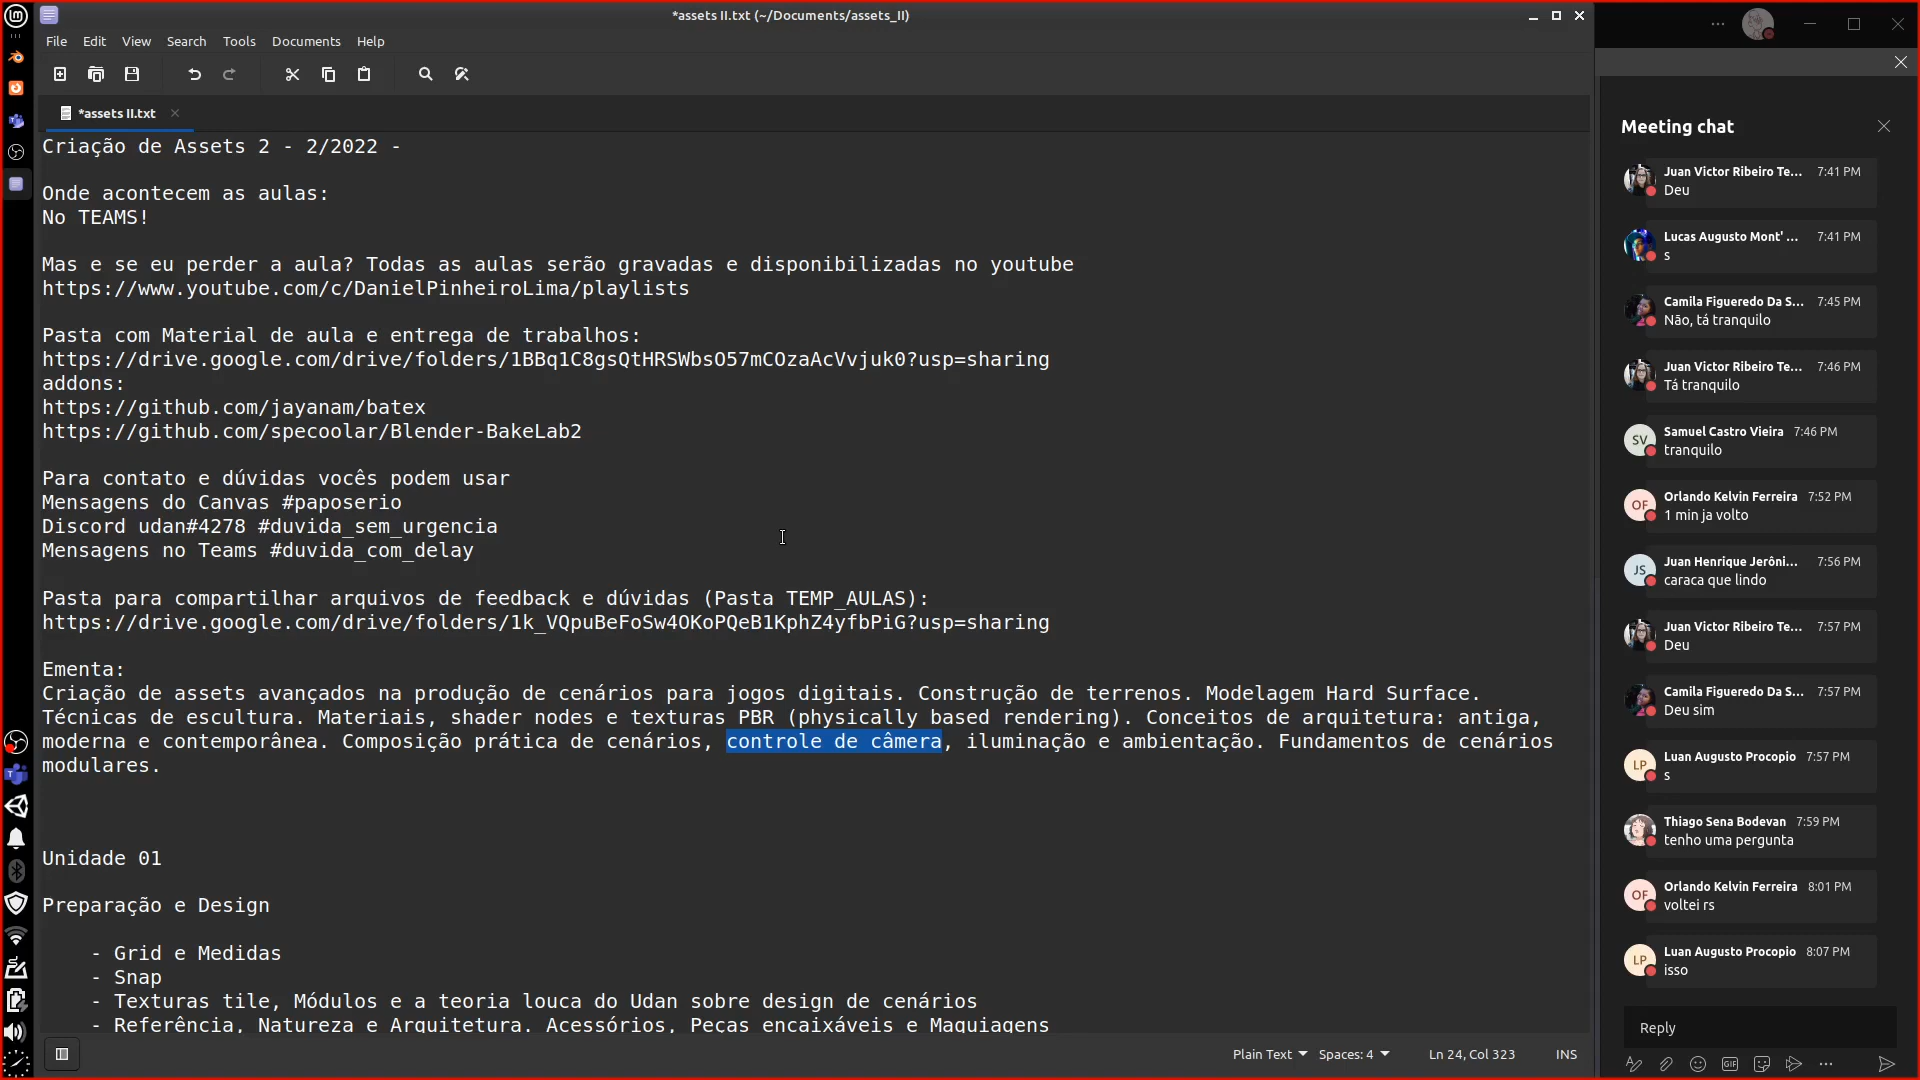 *assets II.txt (~/Documents/assets_II)
File Edit View Search Tools Documents Help
*assets II.txt
Criação de Assets 2 - 2/2022 -
Onde acontecem as aulas:
No TEAMS!
Mas e se eu perder a aula? Todas as aulas serão gravadas e disponibilizadas no youtube
https://www.youtube.com/c/DanielPinheiroLima/playlists
Pasta com Material de aula e entrega de trabalhos:
https://drive.google.com/drive/folders/1BBq1C8gsQtHRSWbsO57mCOzaAcVvjuk0?usp=sharing
addons:
https://github.com/jayanam/batex
https://github.com/specoolar/Blender-BakeLab2
Para contato e dúvidas vocês podem usar
Mensagens do Canvas #paposerio
Discord udan#4278 #duvida_sem_urgencia
Mensagens no Teams #duvida_com_delay
Pasta para compartilhar arquivos de feedback e dúvidas (Pasta TEMP_AULAS):
https://drive.google.com/drive/folders/1k_VQpuBeFoSw4OKoPQeB1KphZ4yfbPiG?usp=sharing
Ementa:
Criação de assets avançados na produção de cenários para jogos digitais. Construção de terrenos. Modelagem Hard Surface.
Técnicas de escultura. Materiais, shader nodes e texturas PBR (physically based rendering). Conceitos de arquitetura: antiga,
moderna e contemporânea. Composição prática de cenários, controle de câmera, iluminação e ambientação. Fundamentos de cenários
modulares.
Unidade 01
Preparação e Design
- Grid e Medidas
- Snap
- Texturas tile, Módulos e a teoria louca do Udan sobre design de cenários
- Referência, Natureza e Arquitetura. Acessórios, Peças encaixáveis e Maquiagens
Plain Text Spaces: 4 Ln 24, Col 323 INS
Meeting chat
Juan Victor Ribeiro Te... 7:41 PM
Deu
Lucas Augusto Mont' ... 7:41 PM
s
Camila Figueredo Da S... 7:45 PM
Não, tá tranquilo
Juan Victor Ribeiro Te... 7:46 PM
Tá tranquilo
SV
Samuel Castro Vieira 7:46 PM
tranquilo
OF
Orlando Kelvin Ferreira 7:52 PM
1 min ja volto
JS
Juan Henrique Jerôni... 7:56 PM
caraca que lindo
Juan Victor Ribeiro Te... 7:57 PM
Deu
Camila Figueredo Da S... 7:57 PM
Deu sim
LP
Luan Augusto Procopio 7:57 PM
s
Thiago Sena Bodevan 7:59 PM
tenho uma pergunta
OF
Orlando Kelvin Ferreira 8:01 PM
voltei rs
LP
Luan Augusto Procopio 8:07 PM
isso
Reply
GIF